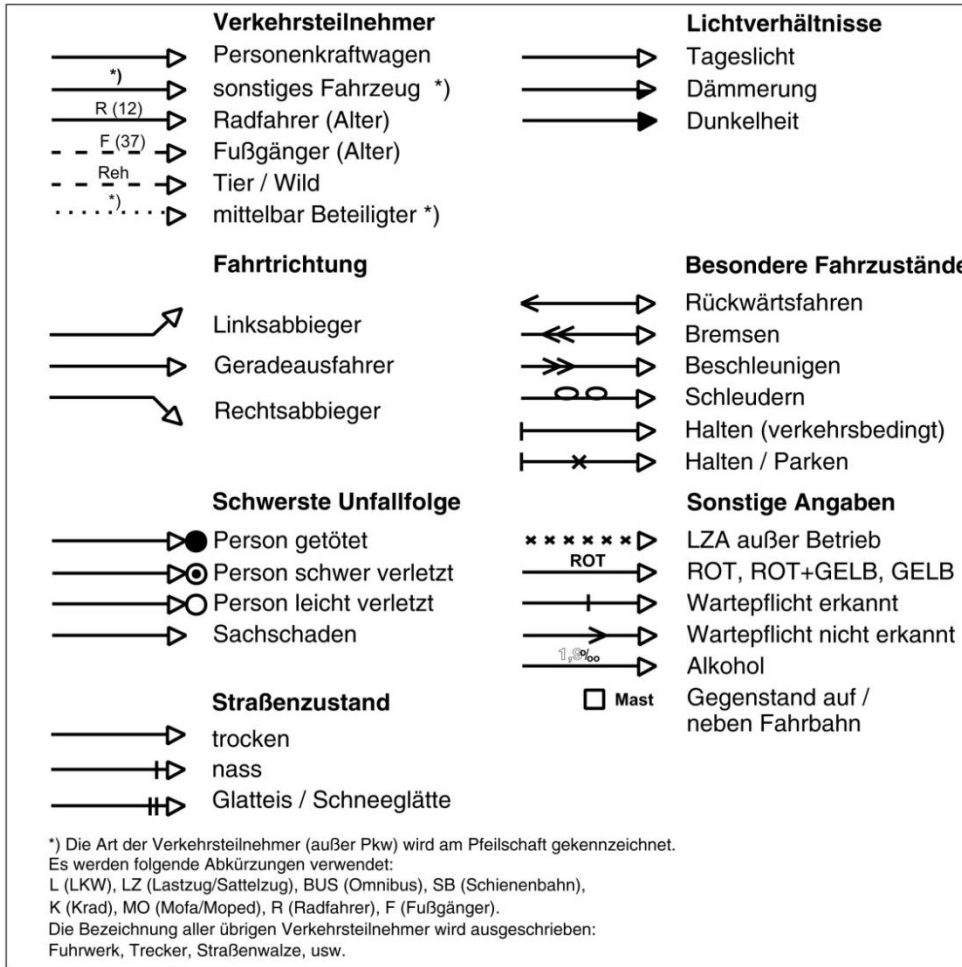 Verkehrsteilnehmer
Personenkraftwagen
*)
sonstiges Fahrzeug *)
R (12)
Radfahrer (Alter)
F (37)
Fußgänger (Alter)
Reh
Tier / Wild
*)
mittelbar Beteiligter *)
Lichtverhältnisse
Tageslicht
Dämmerung
Dunkelheit
Fahrtrichtung
Linksabbieger
Geradeausfahrer
Rechtsabbieger
Besondere Fahrzustände
Rückwärtsfahren
Bremsen
Beschleunigen
Schleudern
Halten (verkehrsbedingt)
Halten / Parken
Schwerste Unfallfolge
Person getötet
Person schwer verletzt
Person leicht verletzt
Sachschaden
Sonstige Angaben
LZA außer Betrieb
ROT
ROT, ROT+GELB, GELB
Wartepflicht erkannt
Wartepflicht nicht erkannt
1,9‰
Alkohol
Mast
Gegenstand auf /
neben Fahrbahn
Straßenzustand
trocken
nass
Glatteis / Schneeglätte
*) Die Art der Verkehrsteilnehmer (außer Pkw) wird am Pfeilschaft gekennzeichnet.
Es werden folgende Abkürzungen verwendet:
L (LKW), LZ (Lastzug/Sattelzug), BUS (Omnibus), SB (Schienenbahn),
K (Krad), MO (Mofa/Moped), R (Radfahrer), F (Fußgänger).
Die Bezeichnung aller übrigen Verkehrsteilnehmer wird ausgeschrieben:
Fuhrwerk, Trecker, Straßenwalze, usw.